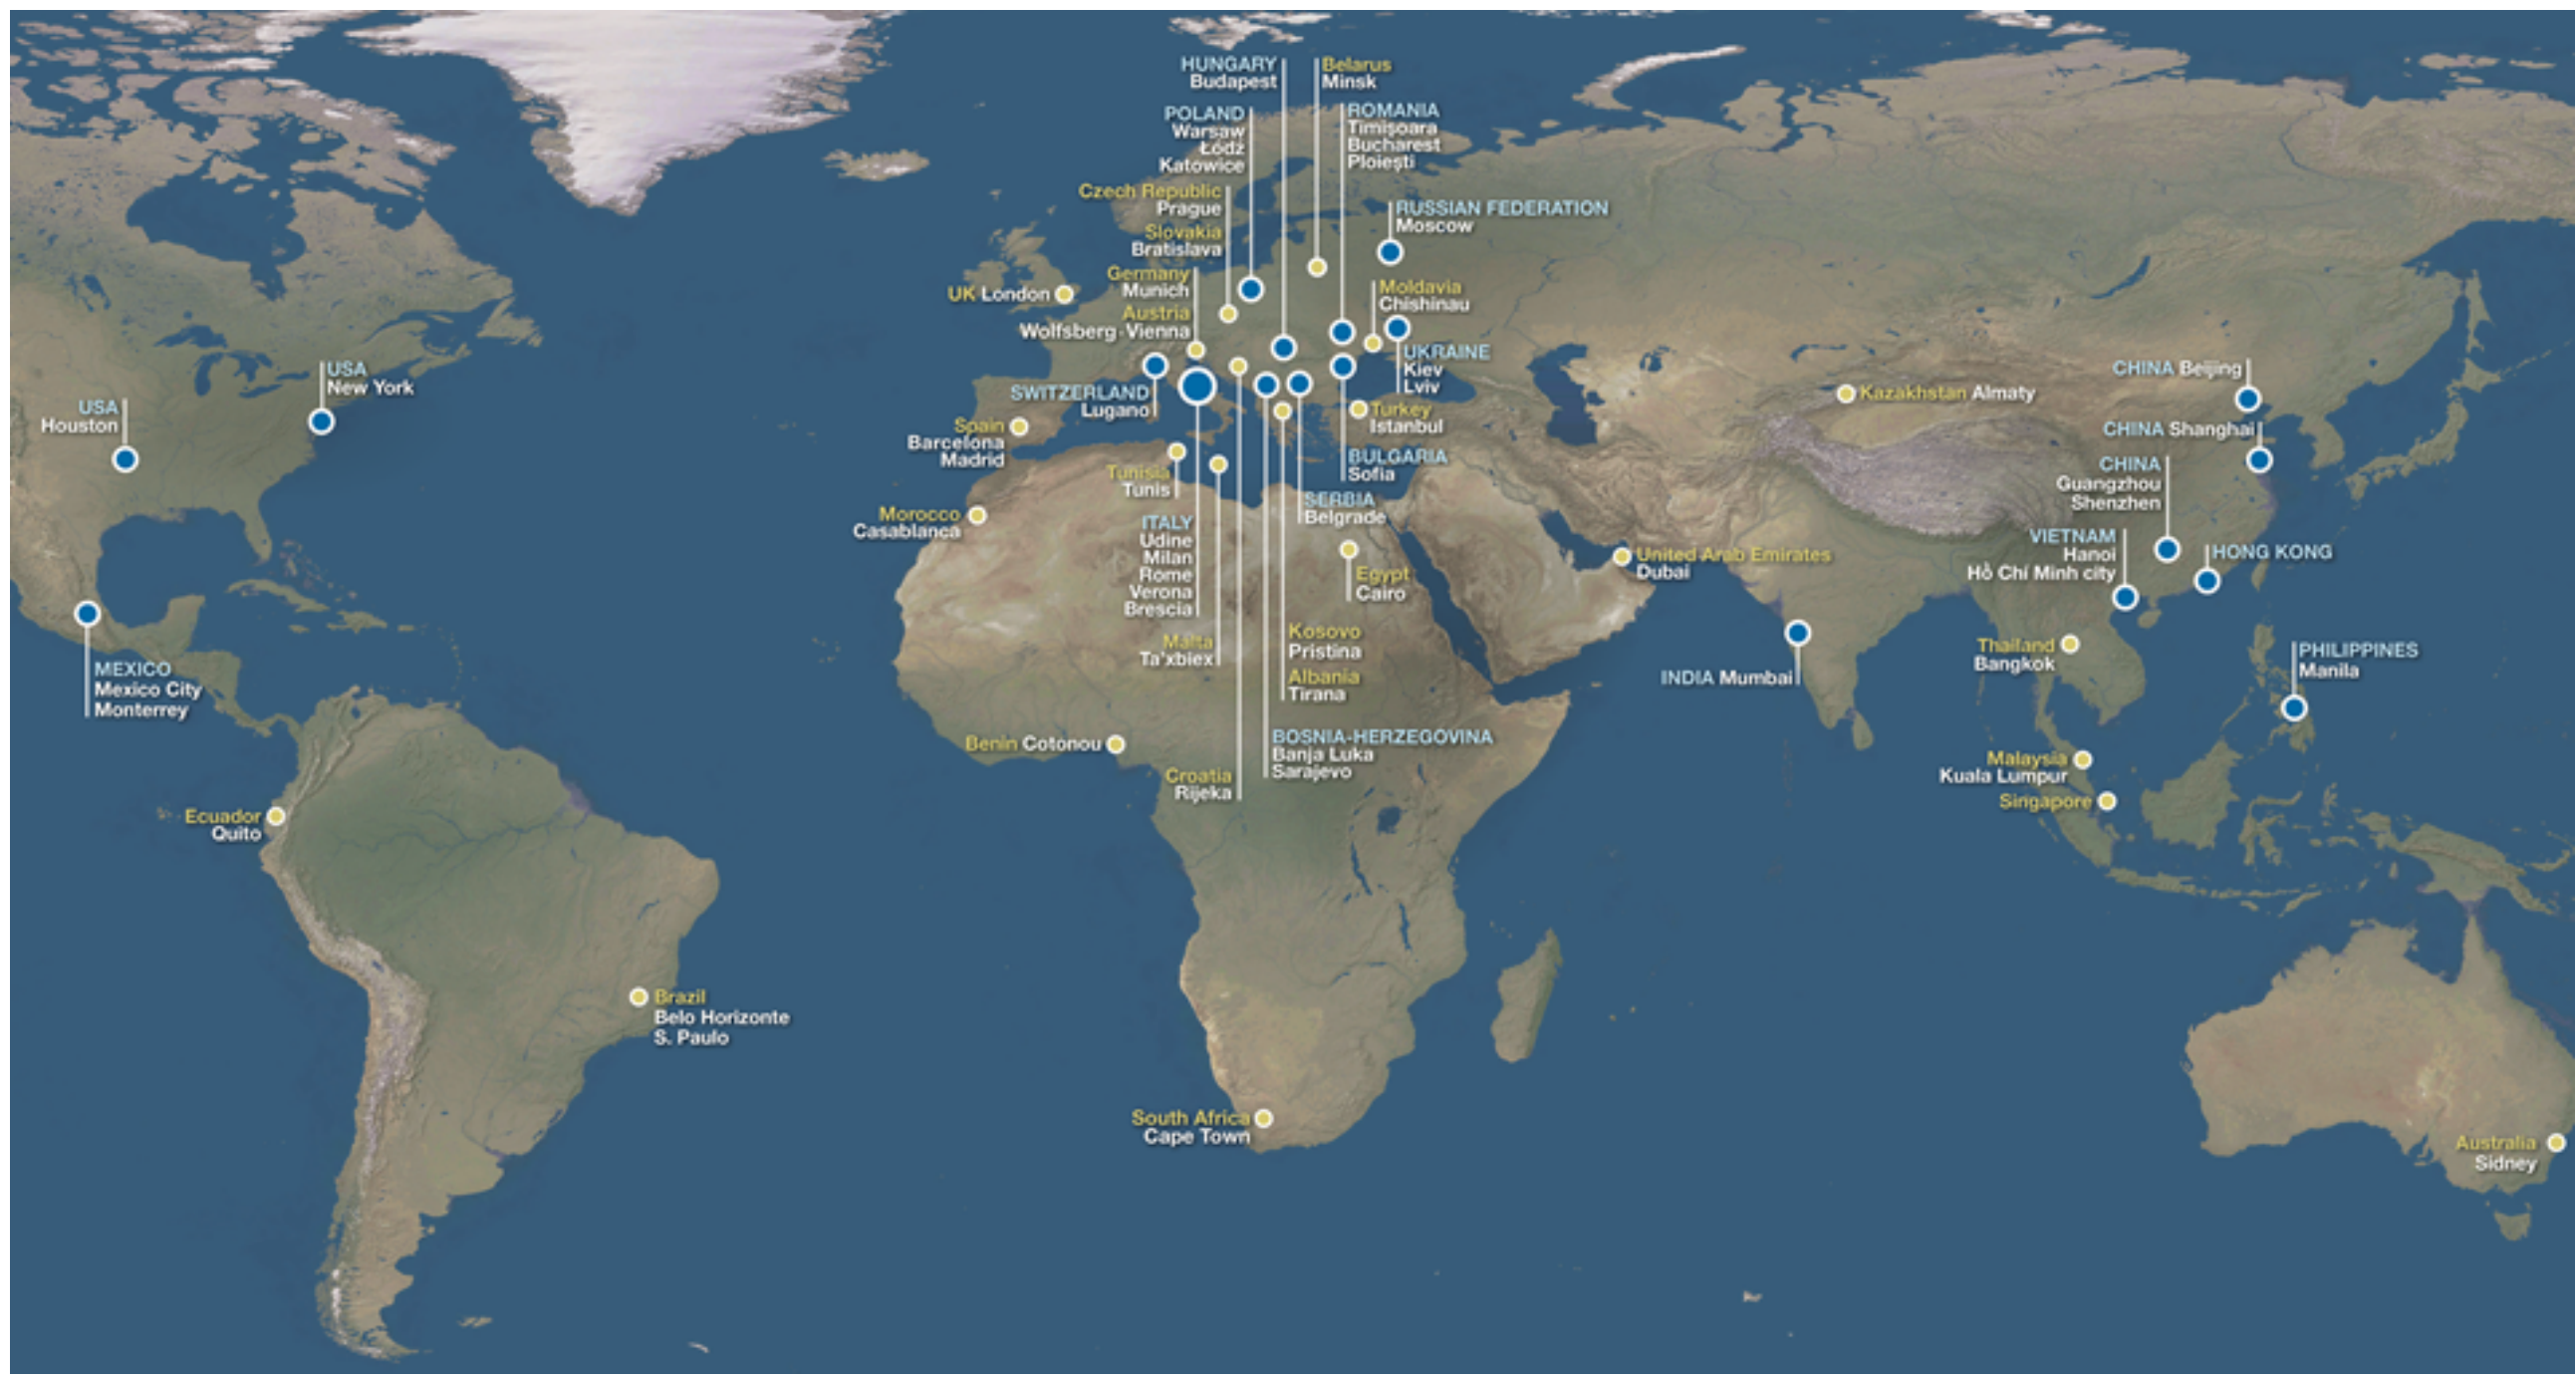 HUNGARY
Budapest
Belarus
Minsk
POLAND
Warsaw
Łódź
Katowice
ROMANIA
Timişoara
Bucharest
Ploieşti
Czech Republic
Prague
Slovakia
Bratislava
RUSSIAN FEDERATION
Moscow
Germany
Munich
UK London
Austria
Wolfsberg - Vienna
Moldavia
Chishinau
UKRAINE
Kiev
Lviv
USA
New York
USA
Houston
SWITZERLAND
Lugano
Spain
Barcelona
Madrid
Turkey
Istanbul
Kazakhstan Almaty
CHINA Beijing
CHINA Shanghai
CHINA
Guangzhou
Shenzhen
BULGARIA
Sofia
Tunisia
Tunis
SERBIA
Belgrade
Morocco
Casablanca
ITALY
Udine
Milan
Rome
Verona
Brescia
Egypt
Cairo
United Arab Emirates
Dubai
VIETNAM
Hanoi
Hồ Chí Minh city
HONG KONG
Malta
Ta'xbiex
Kosovo
Pristina
Albania
Tirana
MEXICO
Mexico City
Monterrey
INDIA Mumbai
Thailand
Bangkok
PHILIPPINES
Manila
Benin Cotonou
BOSNIA-HERZEGOVINA
Banja Luka
Sarajevo
Croatia
Rijeka
Malaysia
Kuala Lumpur
Singapore
Ecuador
Quito
Brazil
Belo Horizonte
S. Paulo
South Africa
Cape Town
Australia
Sidney